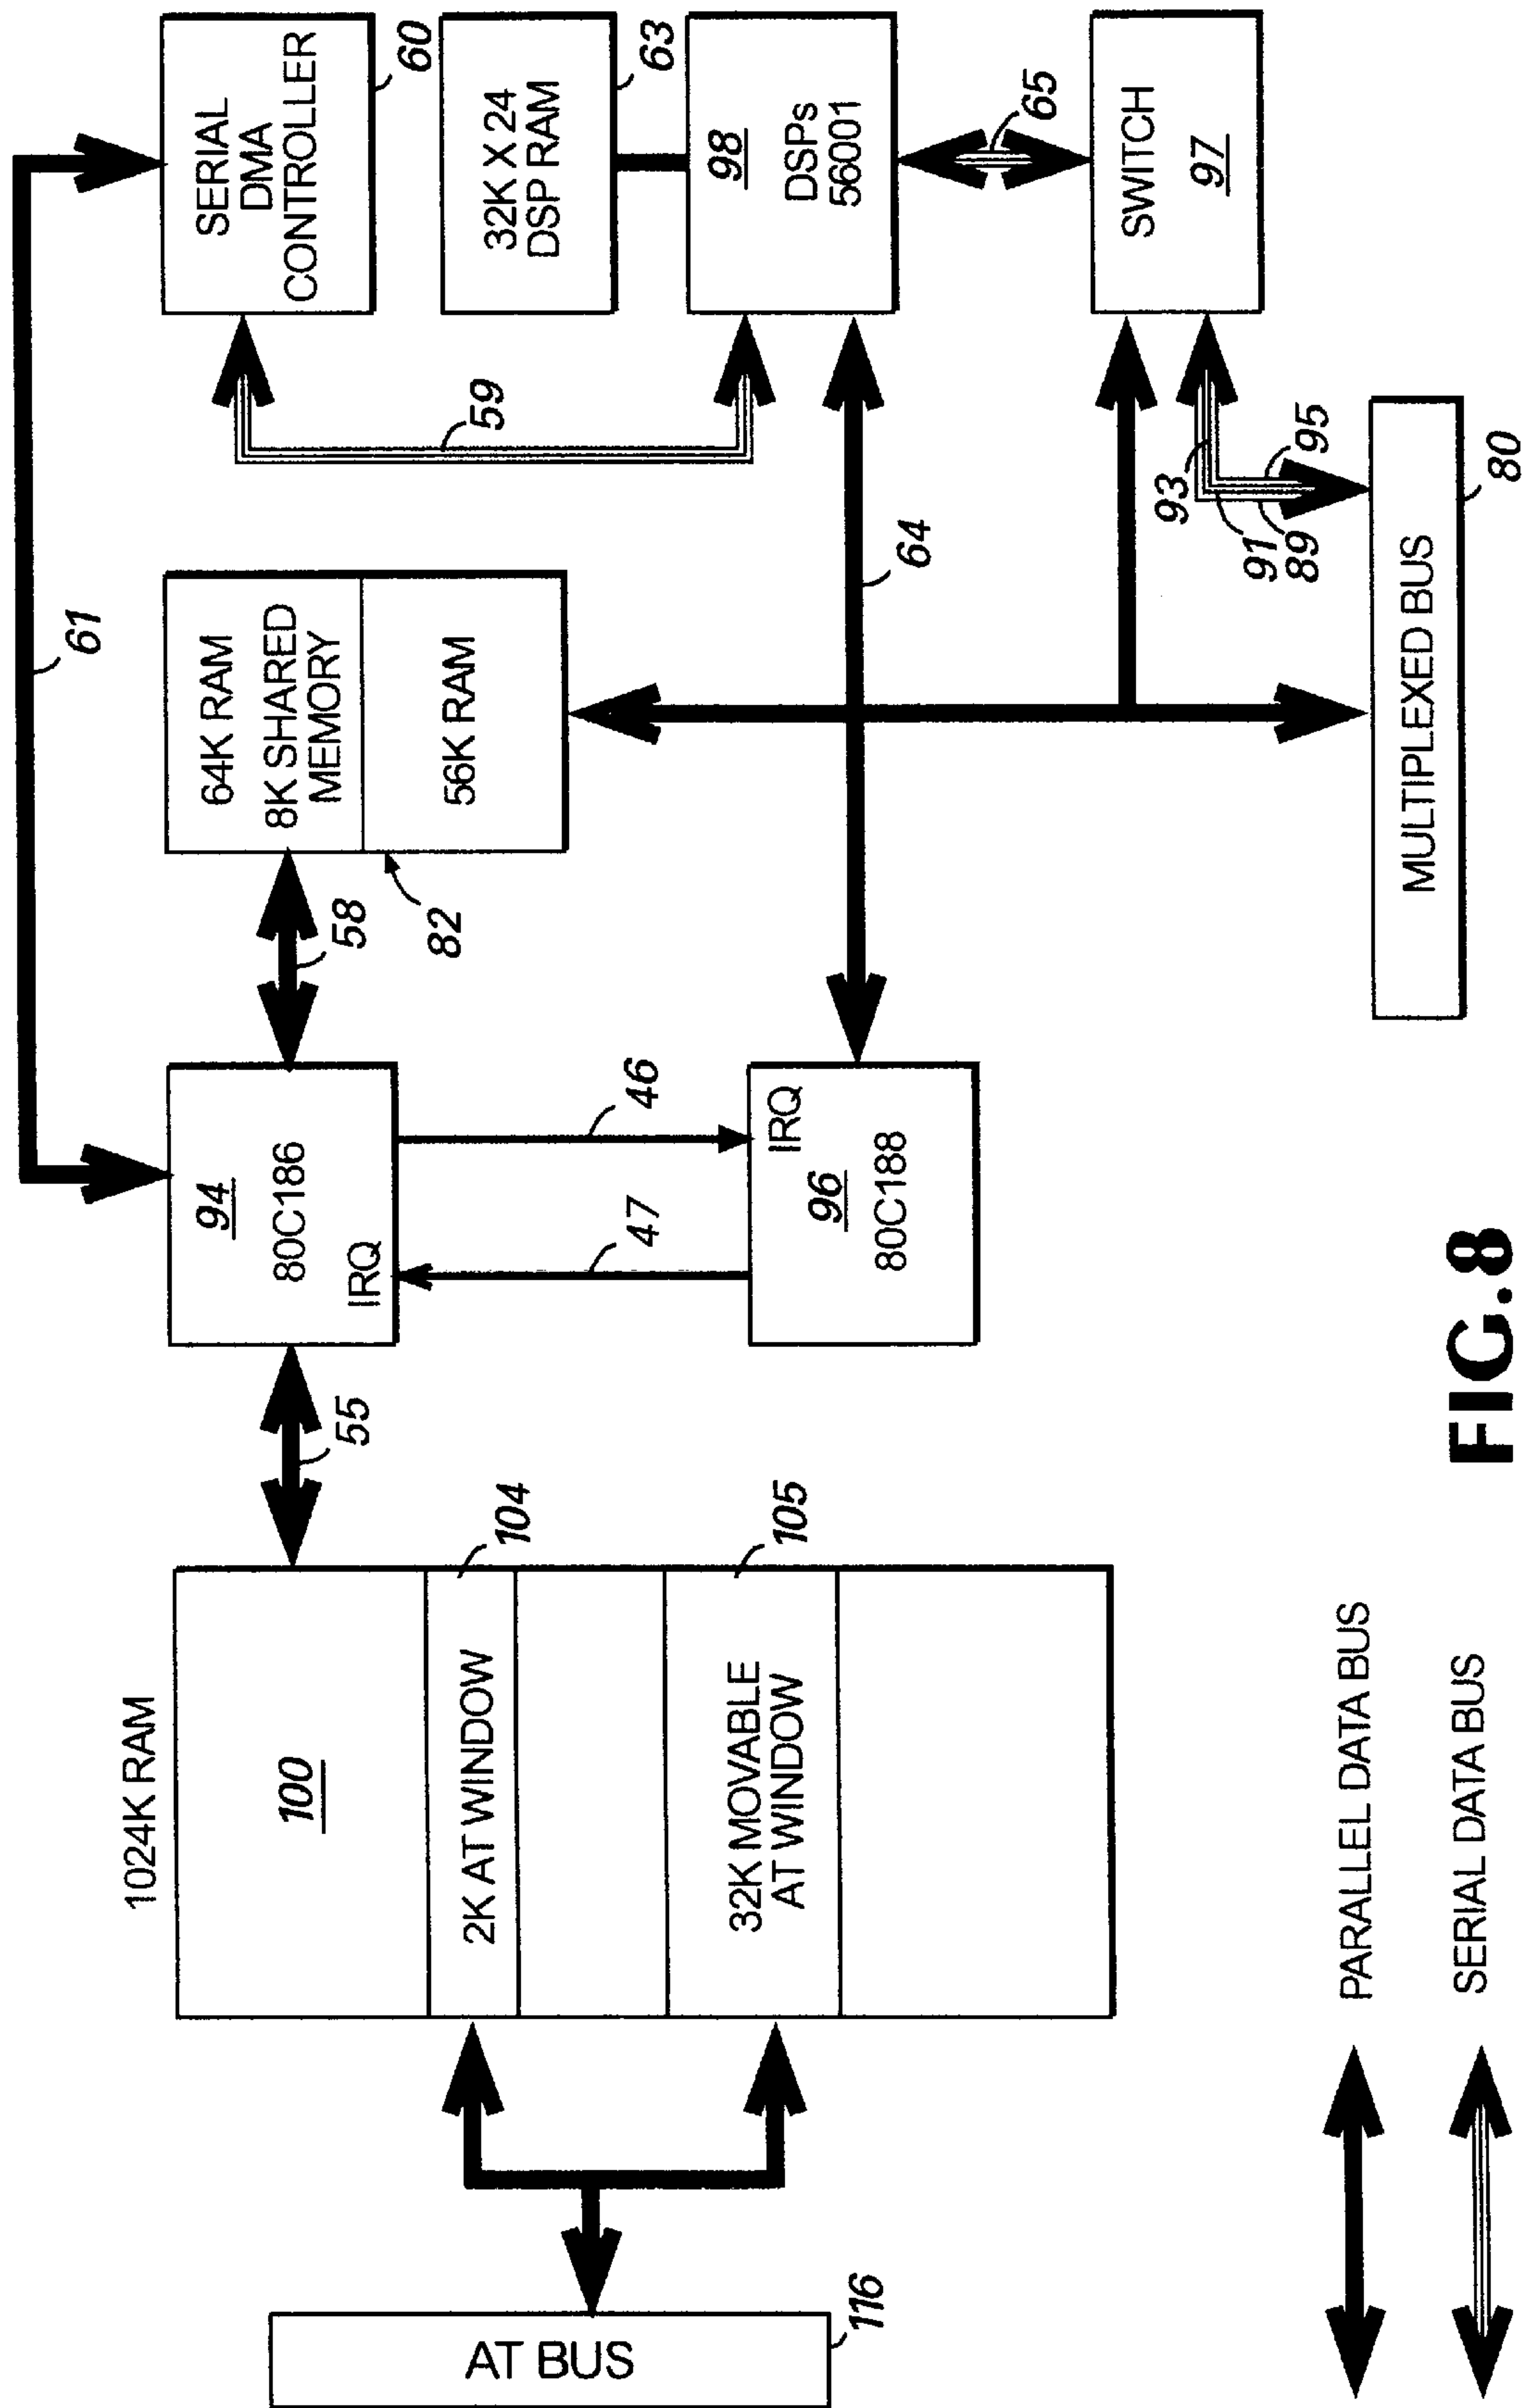 1024K RAM
100
2K AT WINDOW
104
32K MOVABLE
AT WINDOW
105
AT BUS
116
55
94
80C186
IRQ
47
46
IRQ
96
80C188
61
58
64K RAM
8K SHARED
MEMORY
56K RAM
82
64
59
SERIAL
DMA
CONTROLLER
60
32K X 24
DSP RAM
63
98
DSPs
56001
65
SWITCH
97
93
91
89
95
MULTIPLEXED BUS
80
PARALLEL DATA BUS
SERIAL DATA BUS
FIG.8